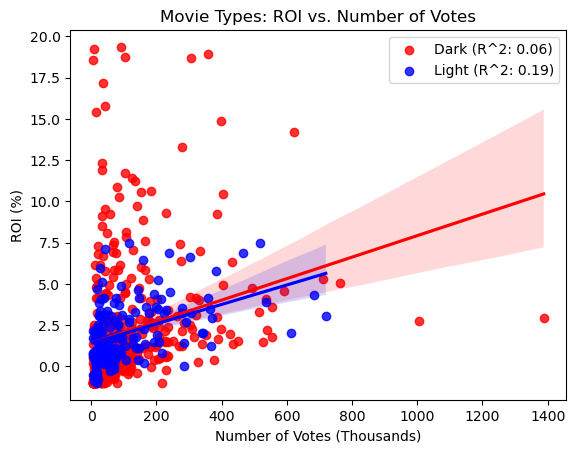 Movie Types: ROI vs. Number of Votes
20.0
17.5
15.0
12.5
10.0
7.5
5.0
2.5
0.0
ROI (%)
Dark (R^2: 0.06)
Light (R^2: 0.19)
0 200 400 600 800 1000 1200 1400
Number of Votes (Thousands)